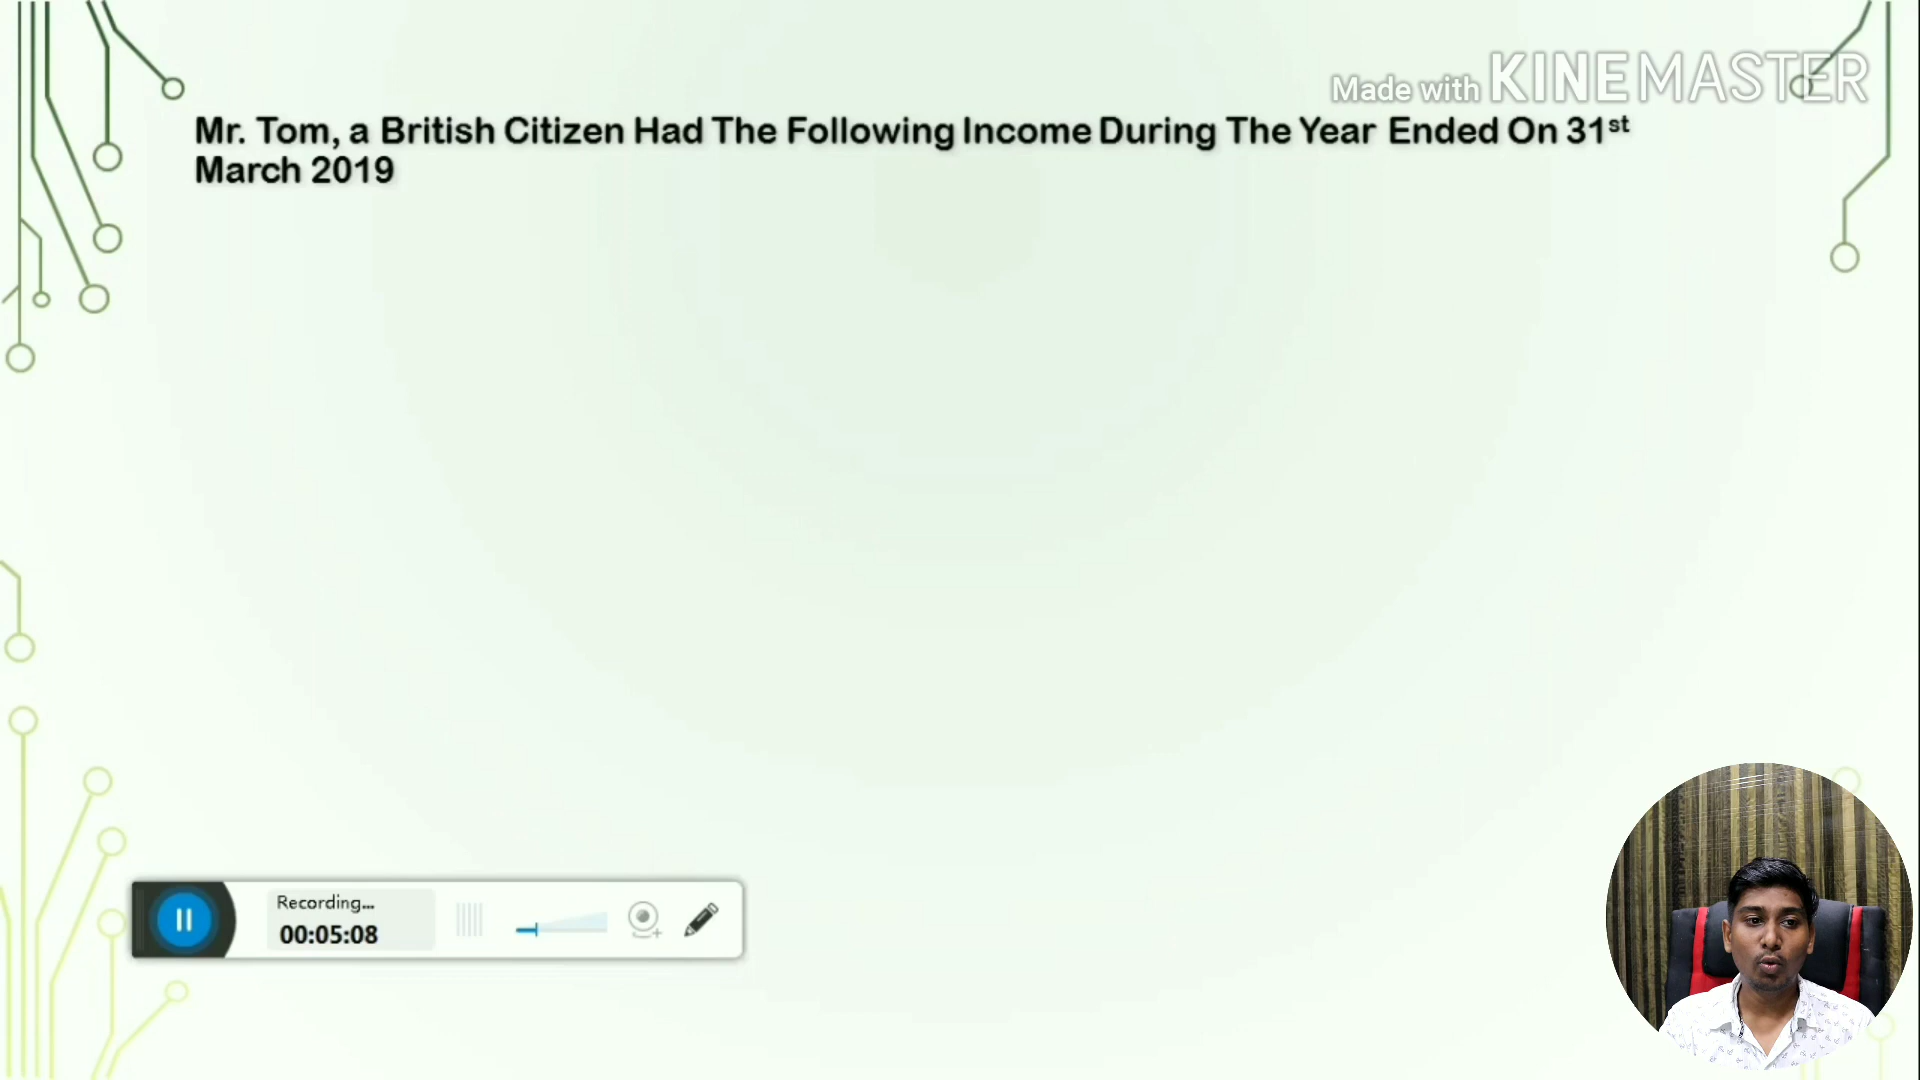 Made with KINEMASTER
Mr. Tom, a British Citizen Had The Following Income During The Year Ended On 31st
March 2019
Recording...
00:05:08